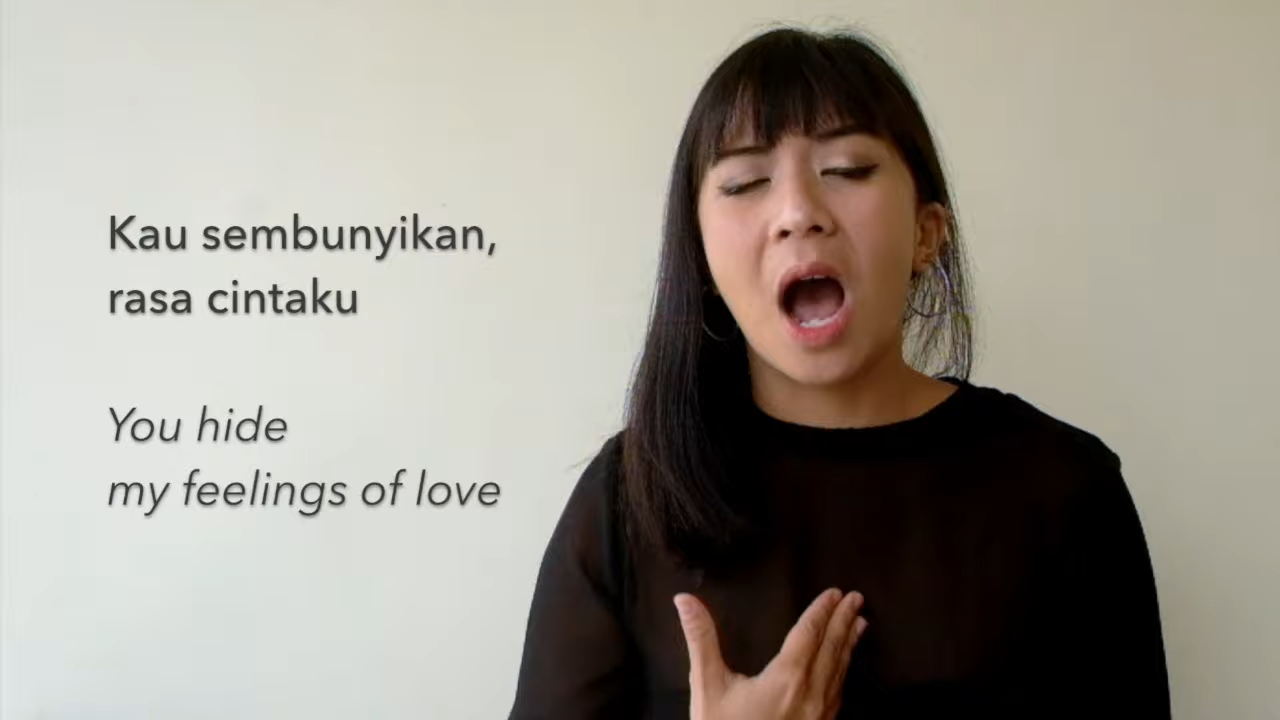 Kau sembunyikan,
rasa cintaku
You hide
my feelings of love